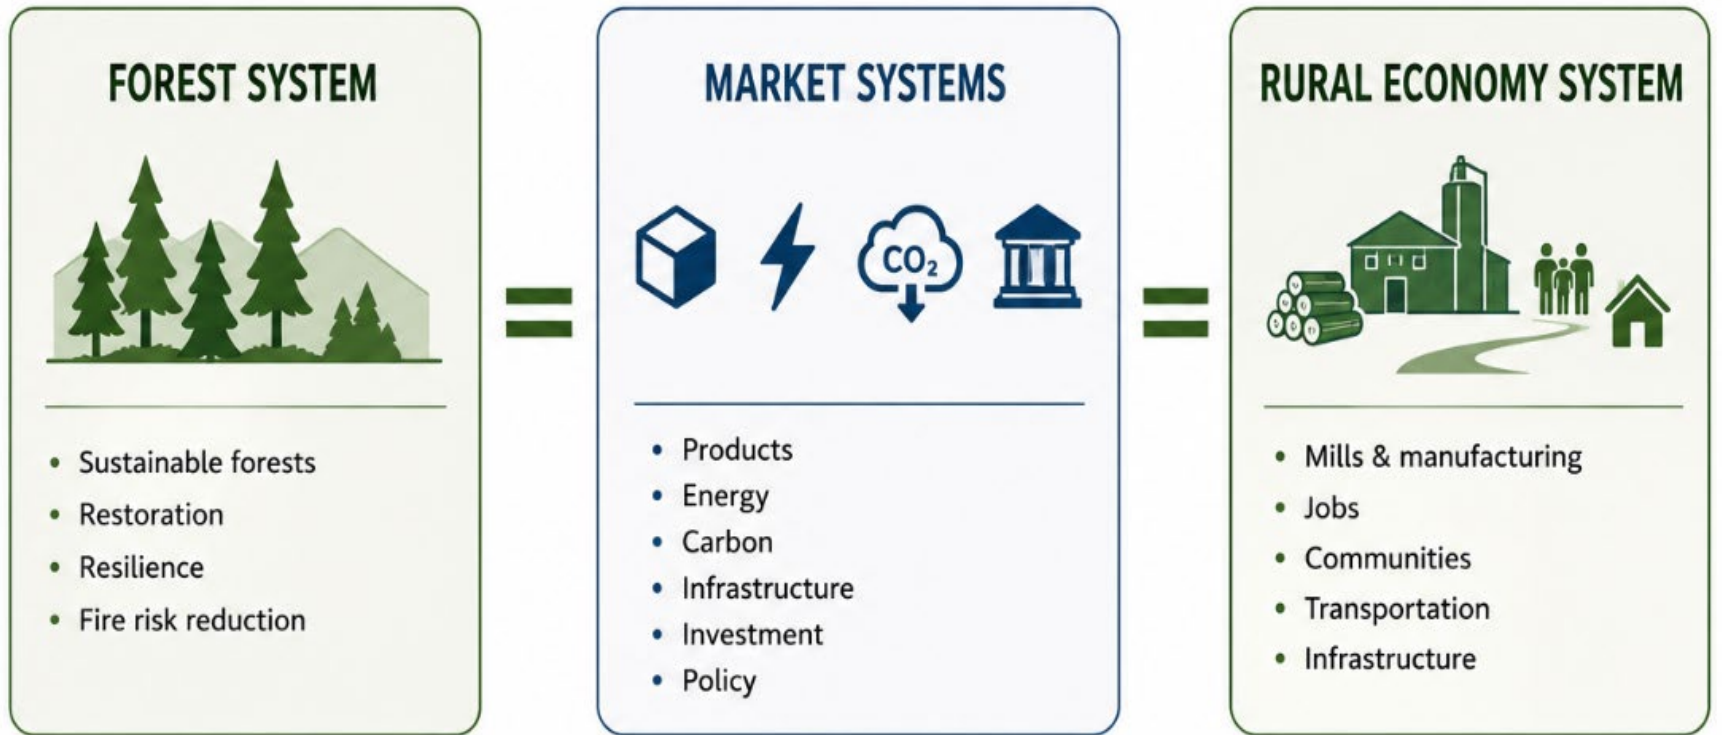 FOREST SYSTEM
• Sustainable forests
• Restoration
• Resilience
• Fire risk reduction
=
MARKET SYSTEMS
CO₂
• Products
• Energy
• Carbon
• Infrastructure
• Investment
• Policy
=
RURAL ECONOMY SYSTEM
• Mills & manufacturing
• Jobs
• Communities
• Transportation
• Infrastructure